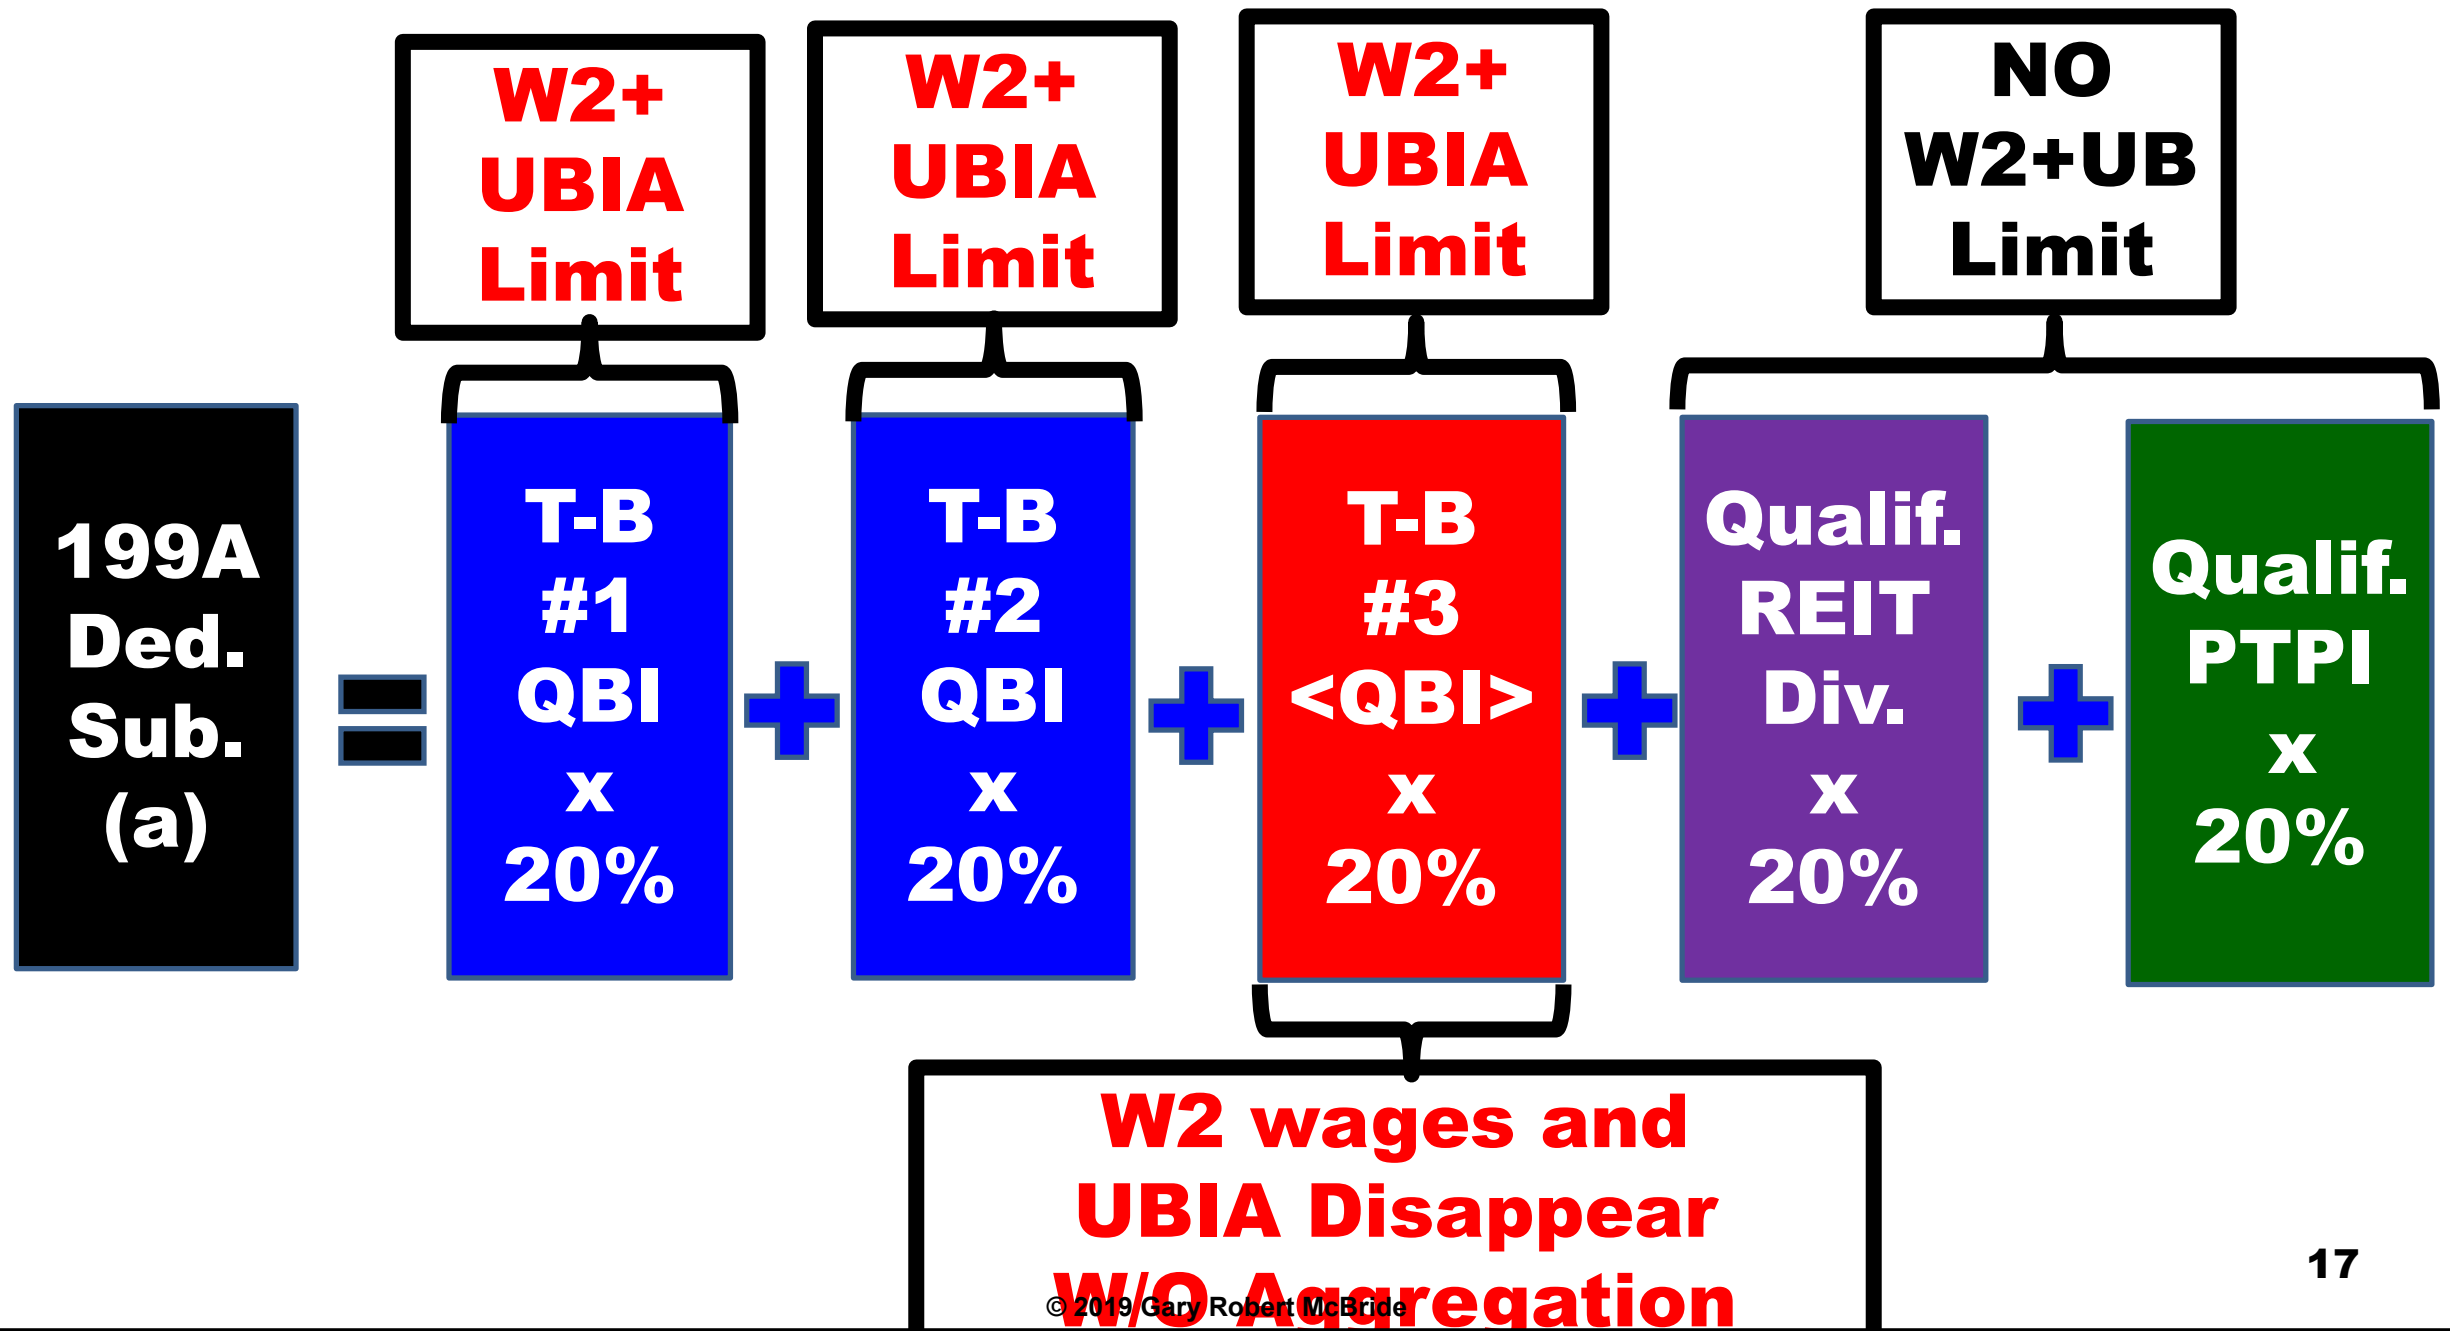 W2+
UBIA
Limit
W2+
UBIA
Limit
W2+
UBIA
Limit
NO
W2+UB
Limit
199A
Ded.
Sub.
(a)
T-B
#1
QBI
x
20%
T-B
#2
QBI
x
20%
T-B
#3
<QBI>
x
20%
Qualif.
REIT
Div.
x
20%
Qualif.
PTPI
x
20%
W2 wages and
UBIA Disappear
W/O Aggregation
© 2019 Gary Robert McBride
17